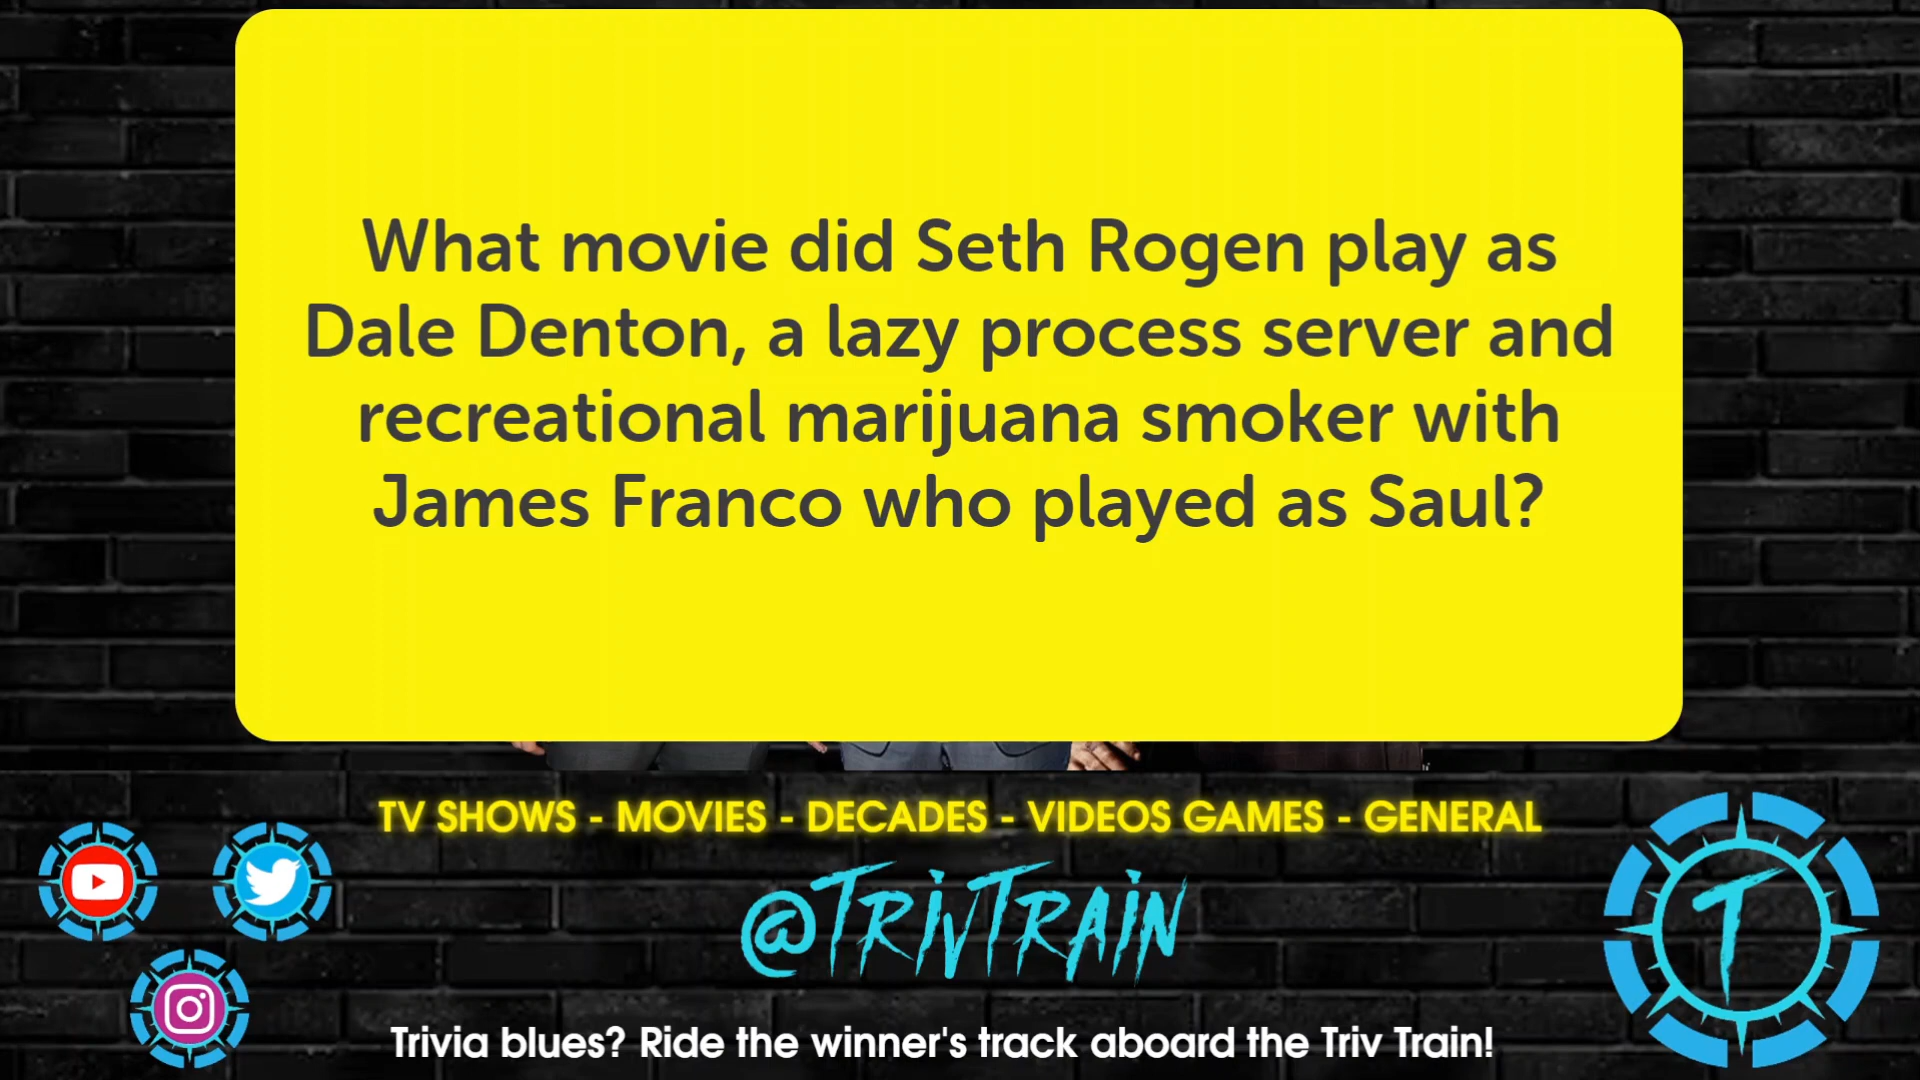 What movie did Seth Rogen play as
Dale Denton, a lazy process server and
recreational marijuana smoker with
James Franco who played as Saul?
TV SHOWS - MOVIES - DECADES - VIDEOS GAMES - GENERAL
@TRIVTRAIN
T
Trivia blues? Ride the winner's track aboard the Triv Train!